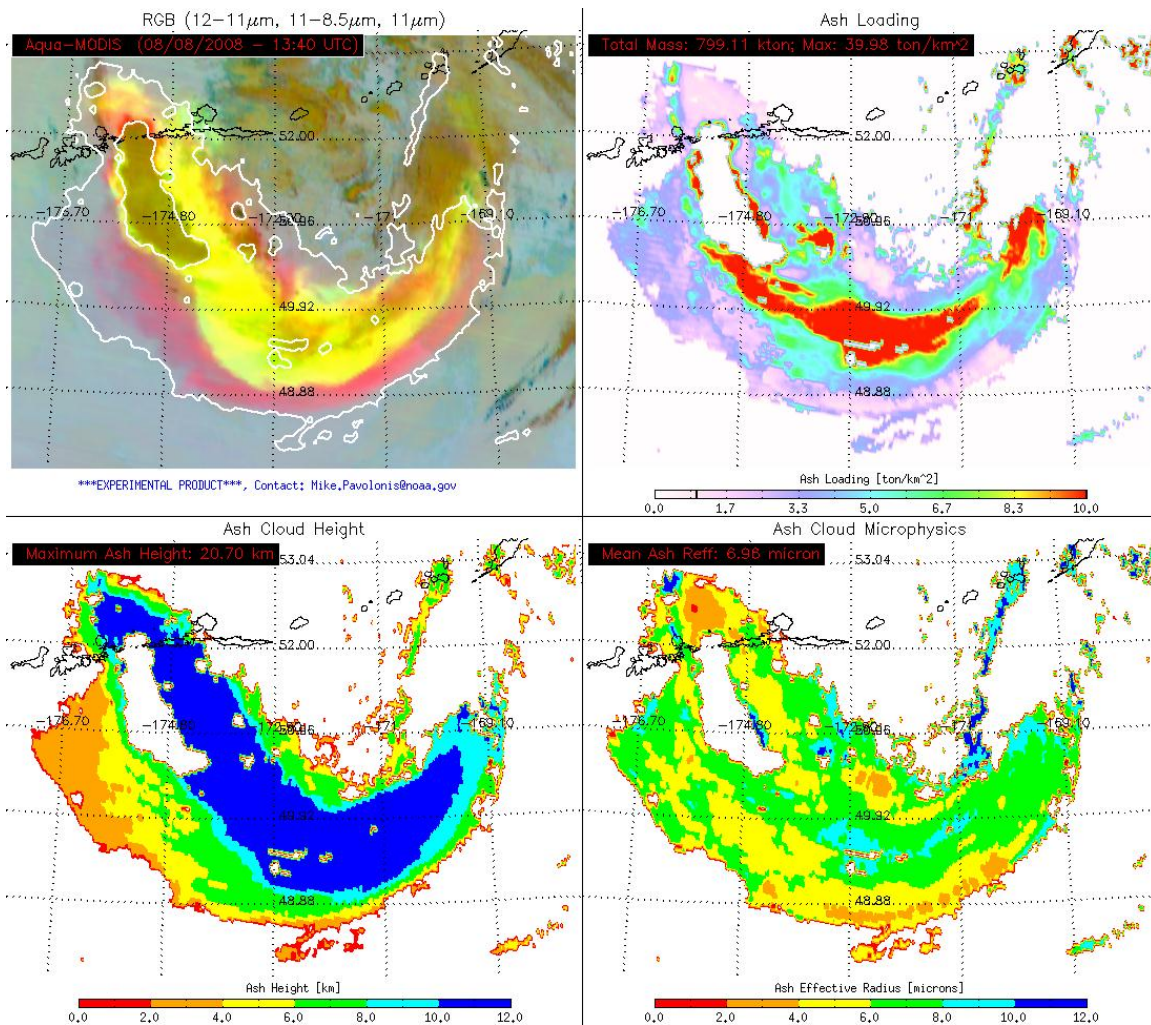 RGB (12−11μm, 11−8.5μm, 11μm)
Aqua−MODIS (08/08/2008 − 13:40 UTC)
52.00
−176.70
−174.80
−171
−169.10
49.92
48.88
***EXPERIMENTAL PRODUCT***, Contact: Mike.Pavolonis@noaa.gov
Ash Loading
Total Mass: 799.11 kton; Max: 39.98 ton/km^2
52.00
−176.70
−174.80
−171
−169.10
49.92
48.88
Ash Loading [ton/km^2]
0.0 1.7 3.3 5.0 6.7 8.3 10.0
Ash Cloud Height
Maximum Ash Height: 20.70 km
53.04
52.00
−176.70
−174.80
−171
−169.10
49.92
48.88
Ash Height [km]
0.0 2.0 4.0 6.0 8.0 10.0 12.0
Ash Cloud Microphysics
Mean Ash Reff: 6.98 micron
53.04
52.00
−176.70
−174.80
−171
−169.10
49.92
48.88
Ash Effective Radius [microns]
0.0 2.0 4.0 6.0 8.0 10.0 12.0